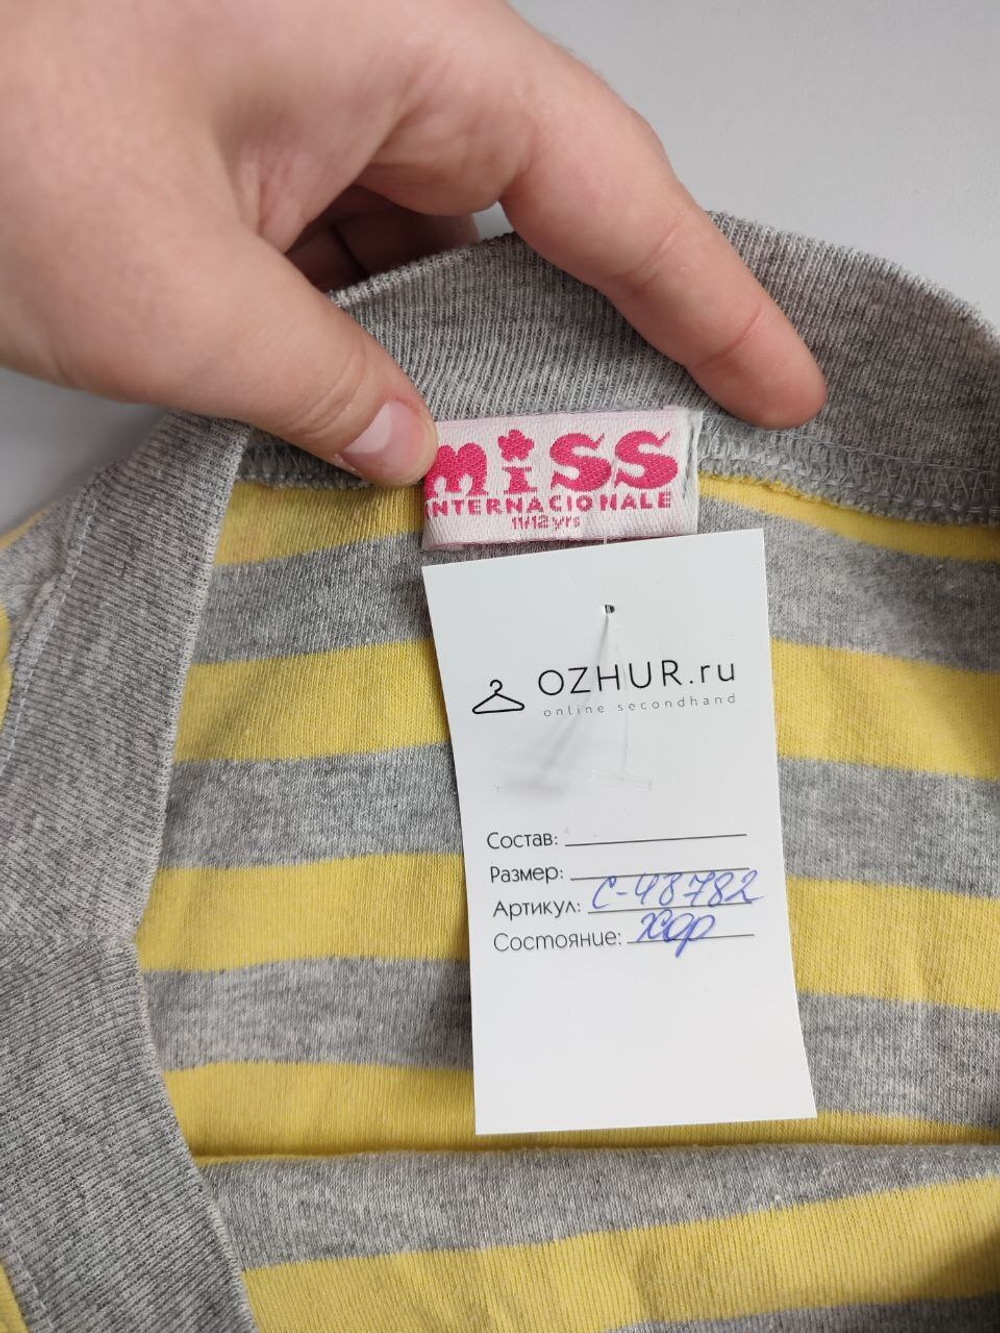 miss
INTERNACIONALE
11/12 yrs
OZHUR.ru
online secondhand
Состав:
Размер:
Артикул: С-48782
Состояние: хор